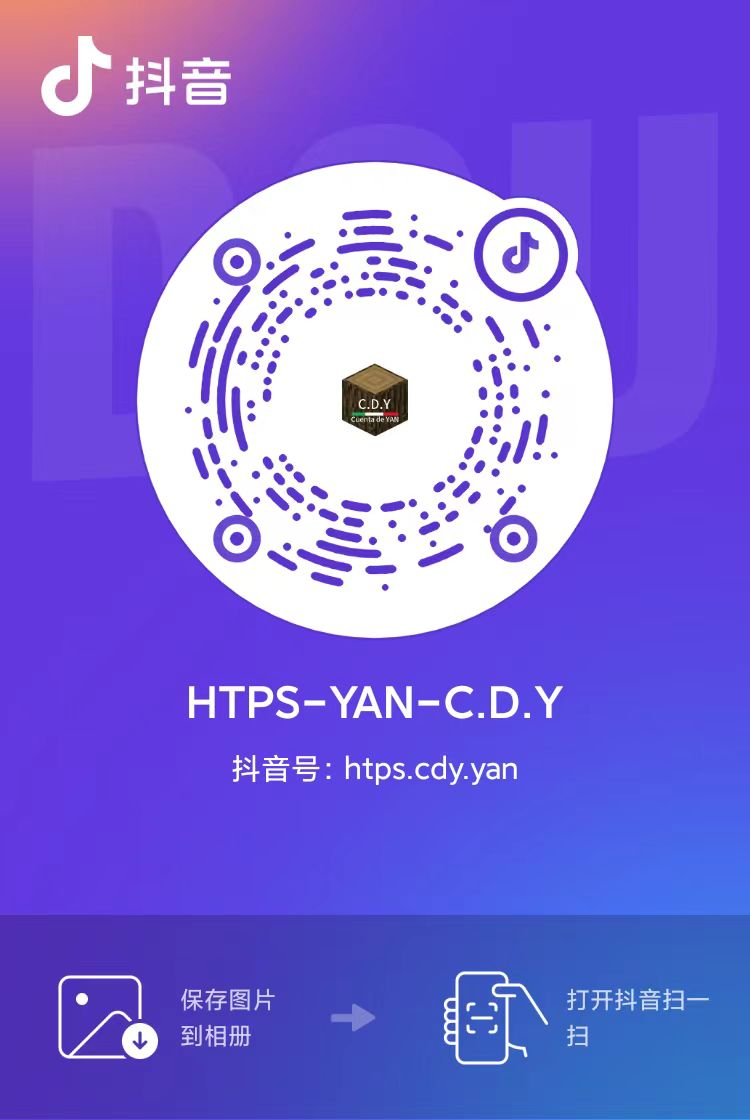 抖音
DOU
C.D.Y
Cuenta de YAN
HTPS-YAN-C.D.Y
抖音号：htps.cdy.yan
保存图片
到相册
打开抖音扫一
扫